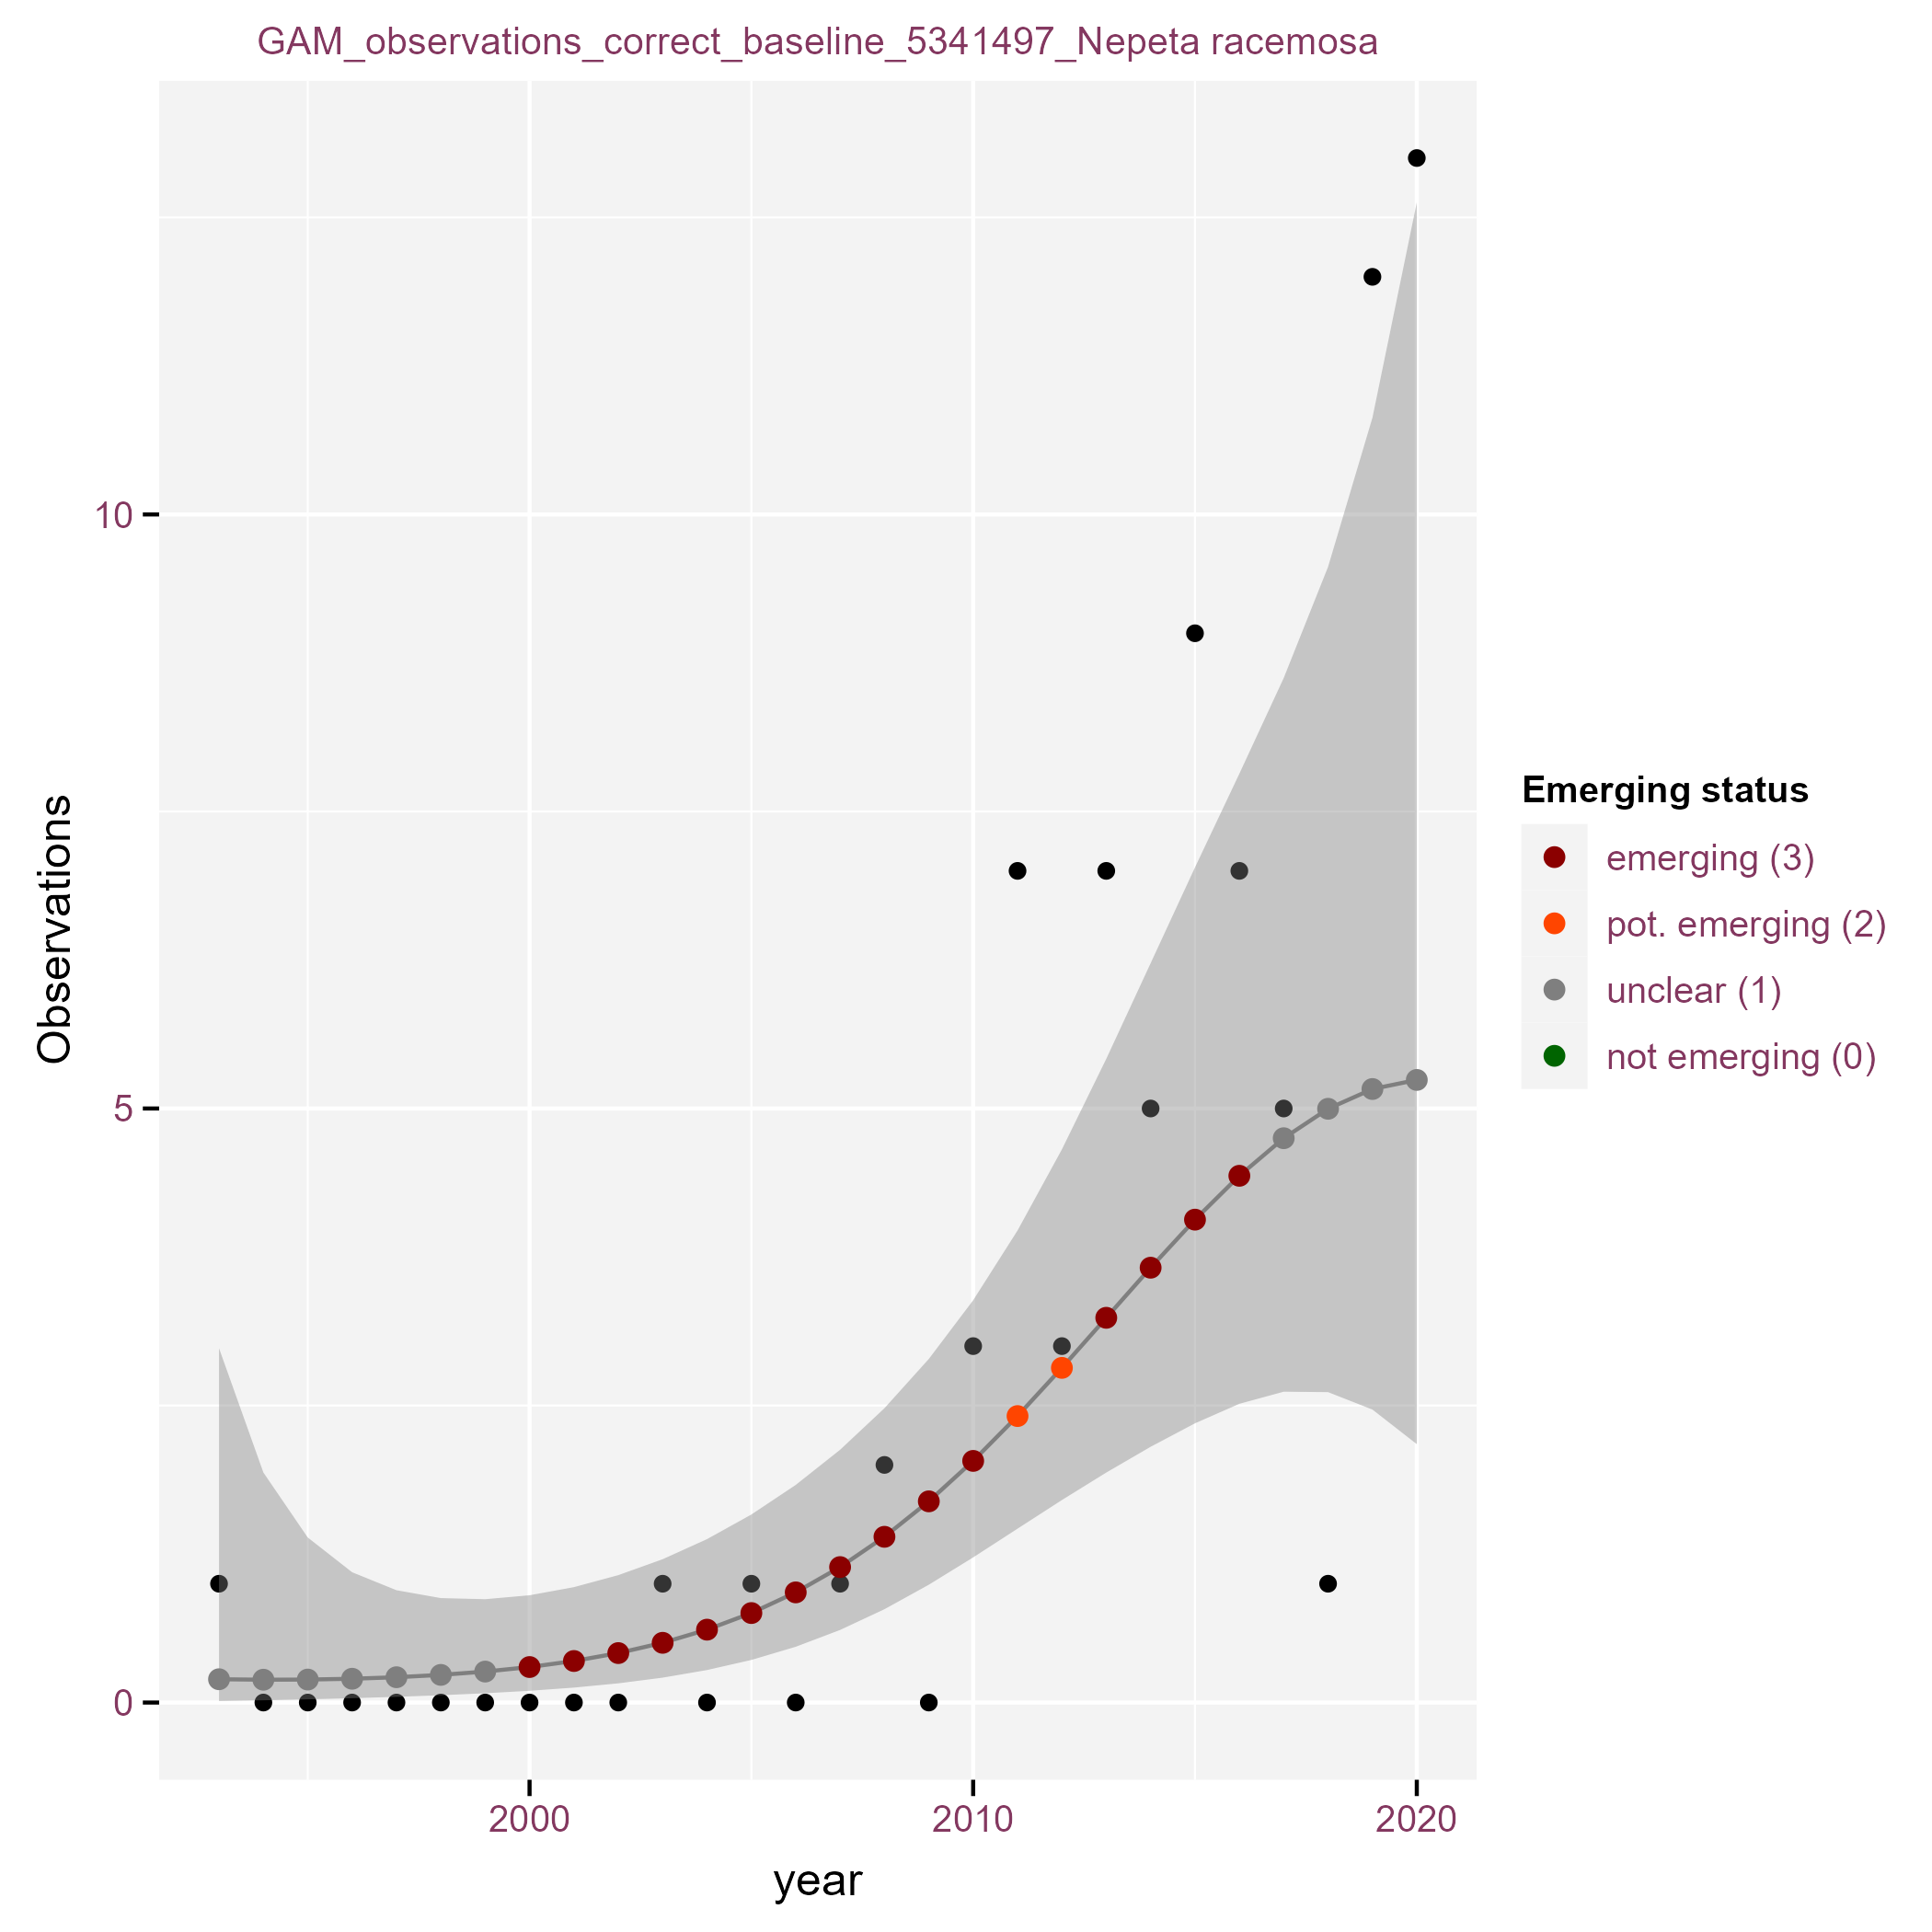 GAM_observations_correct_baseline_5341497_Nepeta racemosa
Observations
10
5
0
2000
2010
2020
year
Emerging status
emerging (3)
pot. emerging (2)
unclear (1)
not emerging (0)